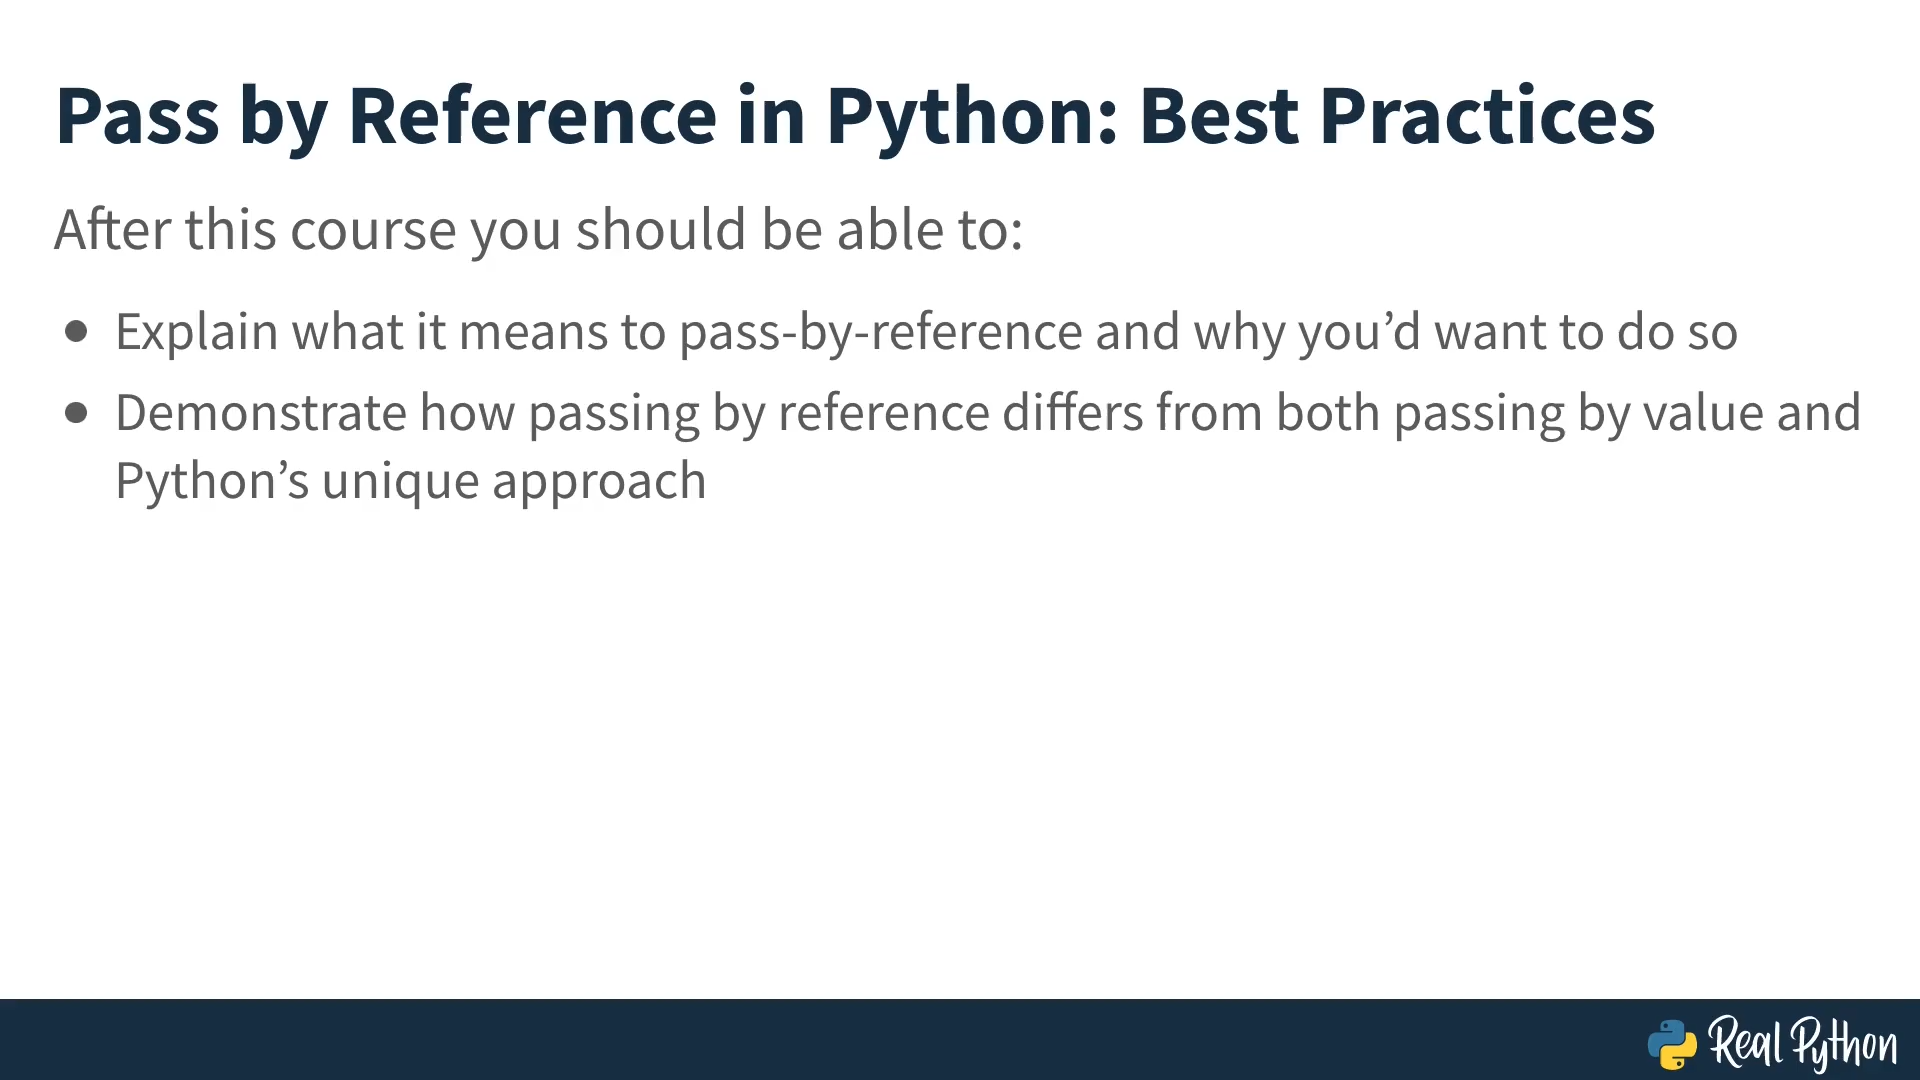 Pass by Reference in Python: Best Practices
After this course you should be able to:
● Explain what it means to pass-by-reference and why you’d want to do so
● Demonstrate how passing by reference differs from both passing by value and
Python’s unique approach
Real Python